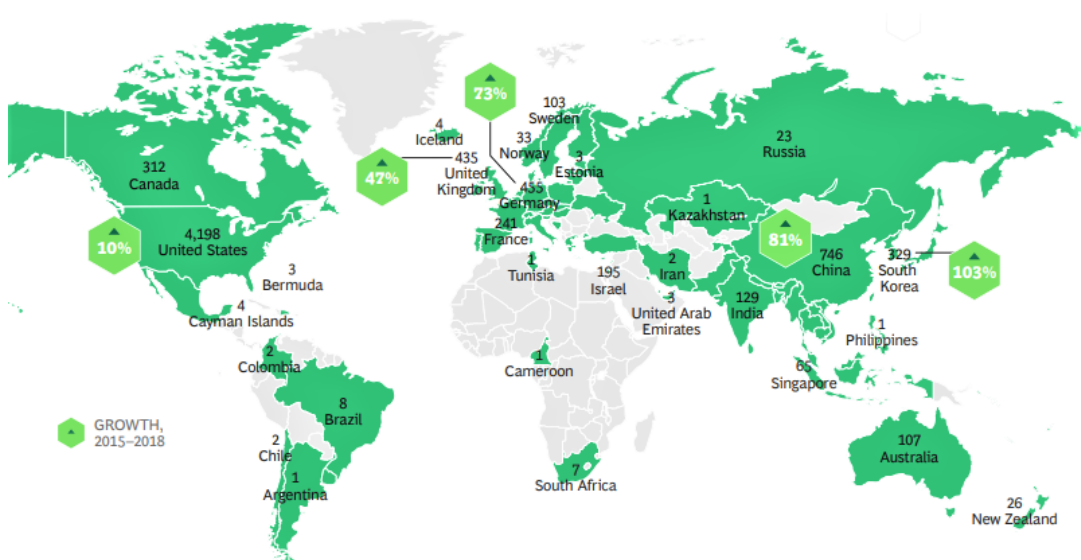 73%
103
Sweden
4
Iceland
33
Norway
3
Estonia
23
Russia
47%
435
United
Kingdom
455
Germany
312
Canada
1
Kazakhstan
241
France
10%
4,198
United States
81%
746
China
329
South
Korea
103%
3
Bermuda
1
Tunisia
195
Israel
2
Iran
3
United Arab
Emirates
129
India
4
Cayman Islands
1
Philippines
2
Colombia
1
Cameroon
65
Singapore
8
Brazil
GROWTH,
2015–2018
2
Chile
1
Argentina
7
South Africa
107
Australia
26
New Zealand